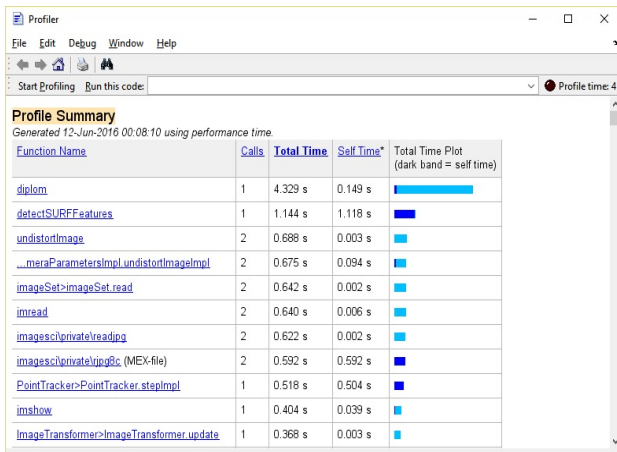 Profiler
File Edit Debug Window Help
Start Profiling Run this code: Profile time: 4
Profile Summary
Generated 12-Jun-2016 00:08:10 using performance time.
Function Name Calls Total Time Self Time* Total Time Plot
(dark band = self time)
diplom 1 4.329 s 0.149 s
detectSURFFeatures 1 1.144 s 1.118 s
undistortImage 2 0.688 s 0.003 s
...meraParametersImpl.undistortImageImpl 2 0.675 s 0.094 s
imageSet>imageSet.read 2 0.642 s 0.002 s
imread 2 0.640 s 0.006 s
imagesci\private\readjpg 2 0.622 s 0.002 s
imagesci\private\rjpg8c (MEX-file) 2 0.592 s 0.592 s
PointTracker>PointTracker.stepImpl 1 0.518 s 0.504 s
imshow 1 0.404 s 0.039 s
ImageTransformer>ImageTransformer.update 1 0.368 s 0.003 s